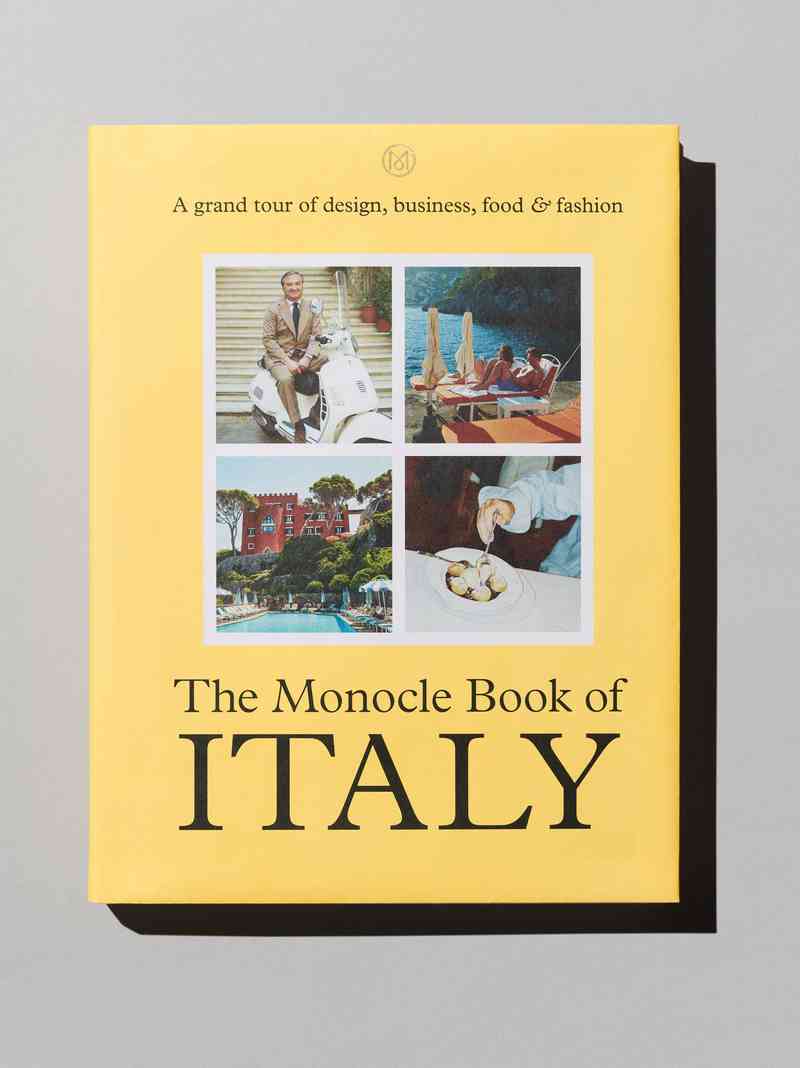 A grand tour of design, business, food & fashion
The Monocle Book of
ITALY